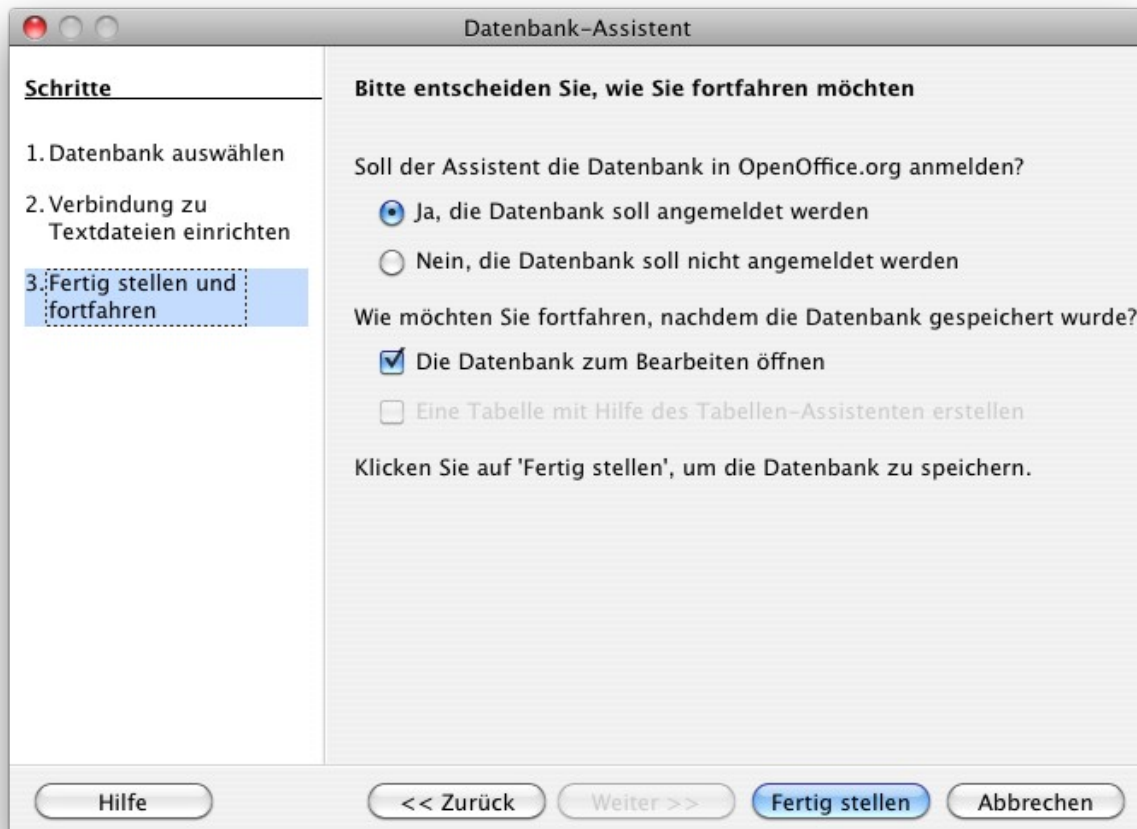 Datenbank-Assistent
Schritte
1. Datenbank auswählen
2. Verbindung zu
Textdateien einrichten
3. Fertig stellen und
fortfahren
Bitte entscheiden Sie, wie Sie fortfahren möchten
Soll der Assistent die Datenbank in OpenOffice.org anmelden?
Ja, die Datenbank soll angemeldet werden
Nein, die Datenbank soll nicht angemeldet werden
Wie möchten Sie fortfahren, nachdem die Datenbank gespeichert wurde?
Die Datenbank zum Bearbeiten öffnen
Eine Tabelle mit Hilfe des Tabellen-Assistenten erstellen
Klicken Sie auf 'Fertig stellen', um die Datenbank zu speichern.
Hilfe
<< Zurück
Weiter >>
Fertig stellen
Abbrechen